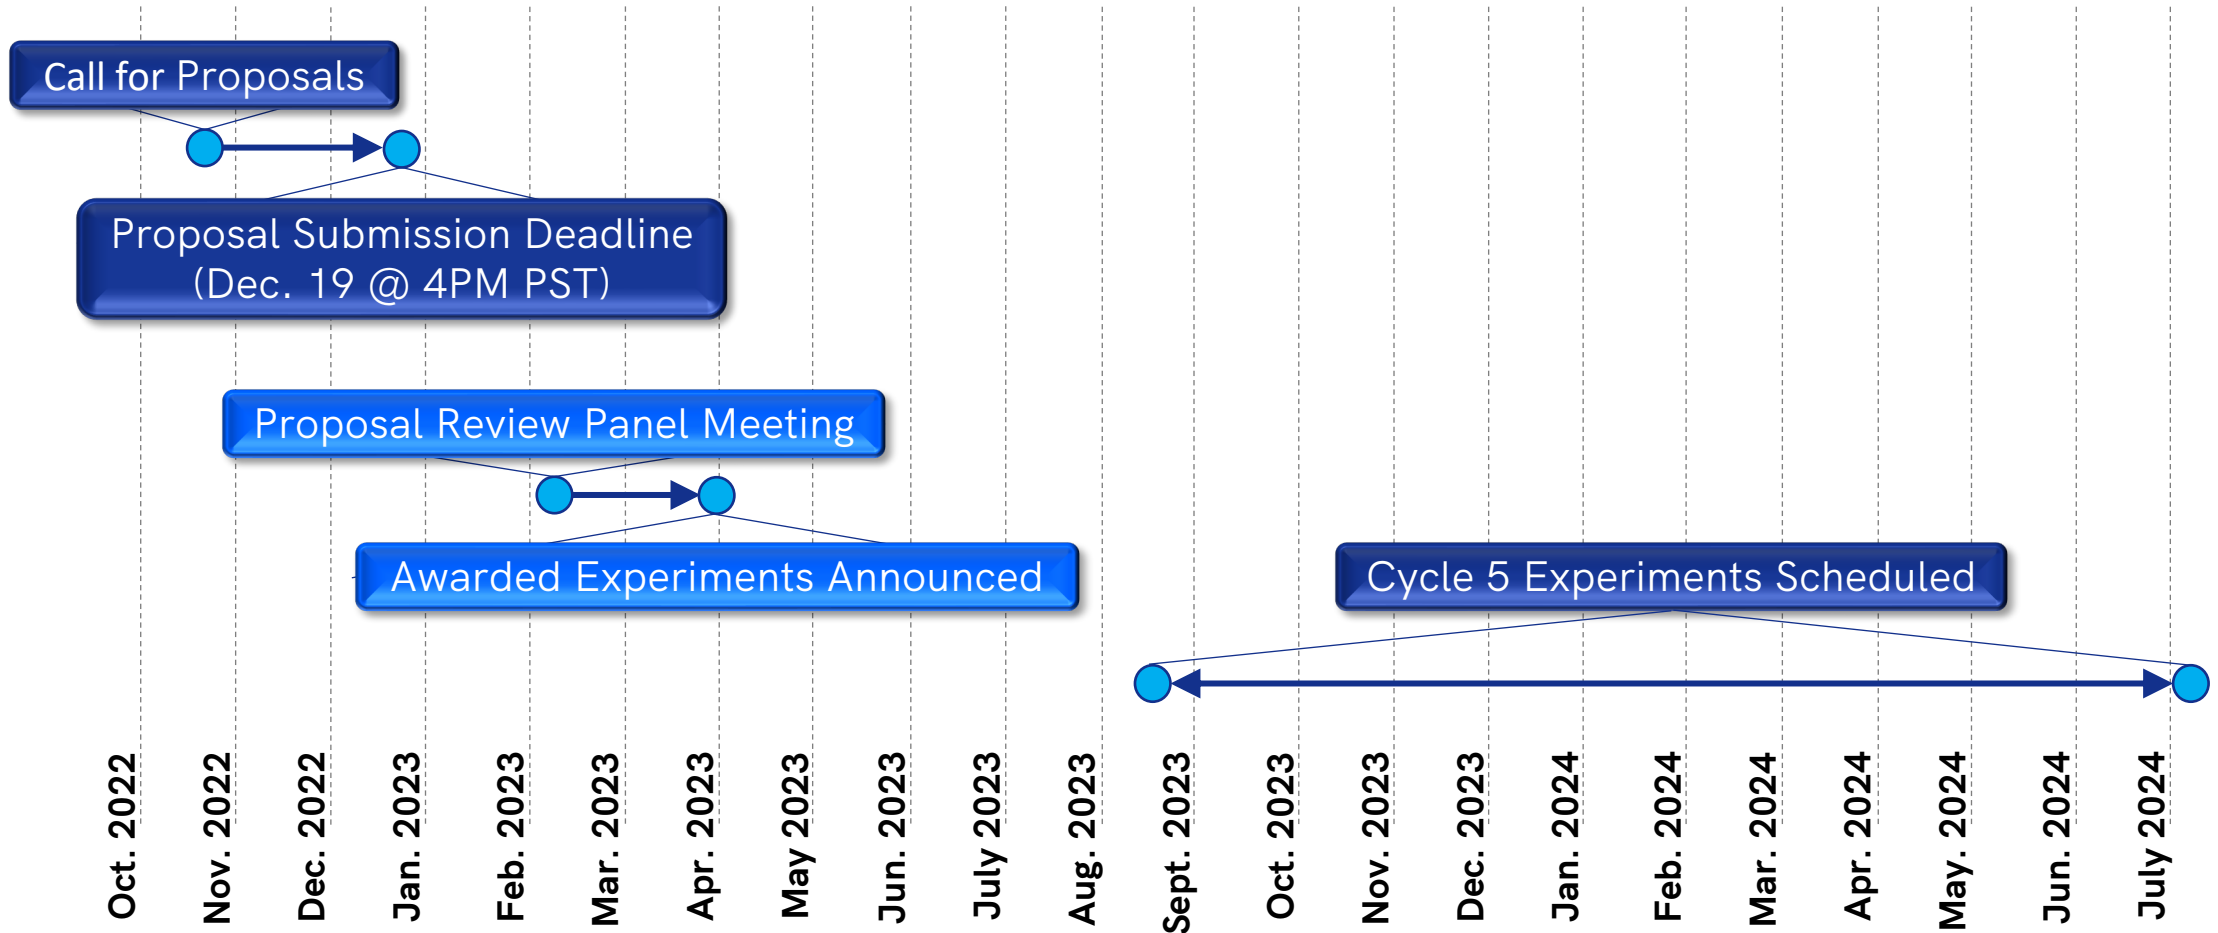 Call for Proposals
Proposal Submission Deadline
(Dec. 19 @ 4PM PST)
Proposal Review Panel Meeting
Awarded Experiments Announced
Cycle 5 Experiments Scheduled
Oct. 2022
Nov. 2022
Dec. 2022
Jan. 2023
Feb. 2023
Mar. 2023
Apr. 2023
May 2023
Jun. 2023
July 2023
Aug. 2023
Sept. 2023
Oct. 2023
Nov. 2023
Dec. 2023
Jan. 2024
Feb. 2024
Mar. 2024
Apr. 2024
May. 2024
Jun. 2024
July 2024